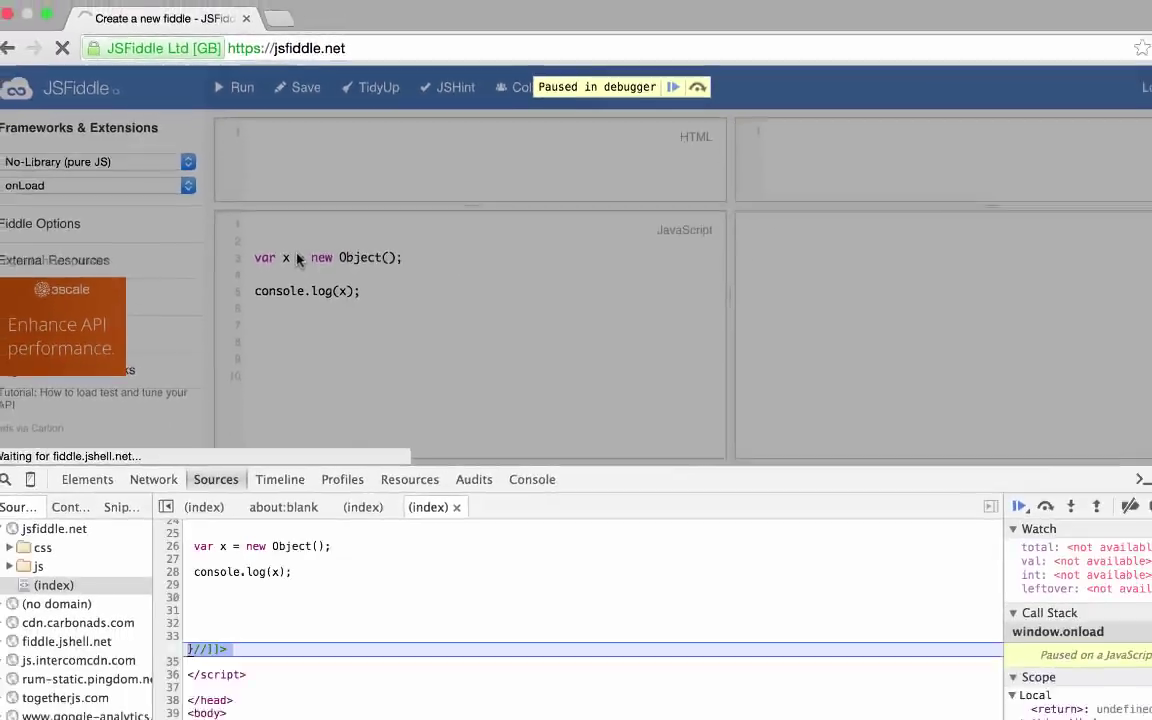 Create a new fiddle - JSFidd
JSFiddle Ltd [GB] https://jsfiddle.net
JSFiddle Run Save TidyUp JSHint Col Paused in debugger
Frameworks & Extensions
No-Library (pure JS)
onLoad
Fiddle Options
External Resources
3scale
Enhance API
performance.
ks
Tutorial: How to load test and tune your
API
ads via Carbon
Waiting for fiddle.jshell.net...
1
HTML
1
1
JavaScript
2
3 var x = new Object();
4
5 console.log(x);
6
7
8
9
10
Elements Network Sources Timeline Profiles Resources Audits Console
Sour... Cont... Snip... (index) about:blank (index) (index)
jsfiddle.net
css
js
(index)
(no domain)
cdn.carbonads.com
fiddle.jshell.net
js.intercomcdn.com
rum-static.pingdom.ne
togetherjs.com
www.google-analytics
24
25
26 var x = new Object();
27
28 console.log(x);
29
30
31
32
33
}//]]>
35
36 </script>
37
38 </head>
39 <body>
Watch
total: <not availabl
val: <not available>
int: <not available>
leftover: <not avai
Call Stack
window.onload
Paused on a JavaScrip
Scope
Local
<return>: undefined